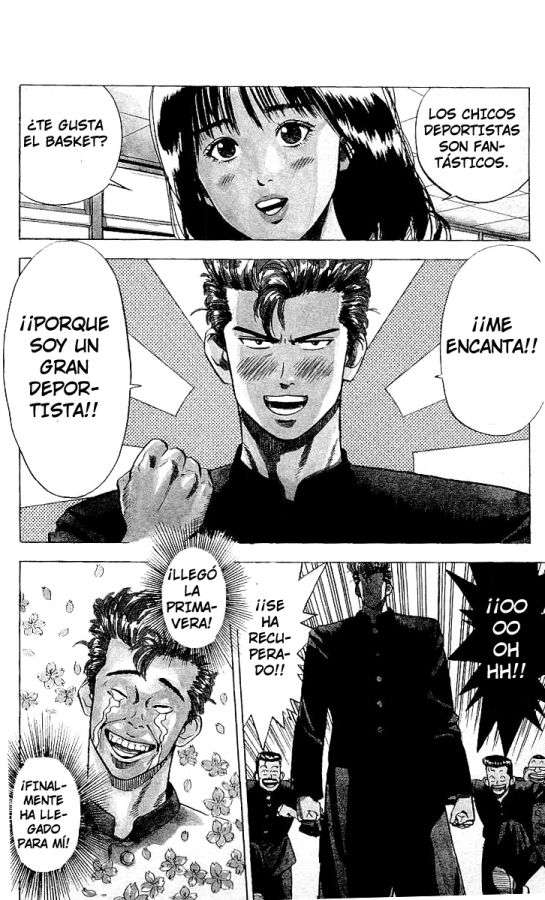 LOS CHICOS
DEPORTISTAS
SON FAN-
TÁSTICOS.
¿TE GUSTA
EL BASKET?
¡¡ME
ENCANTA!!
¡¡PORQUE
SOY UN
GRAN
DEPOR-
TISTA!!
¡¡OO
OO
OH
HH!!
¡¡SE
HA
RECU-
PERA-
DO!!
¡LLEGÓ
LA
PRIMA-
VERA!
¡FINAL-
MENTE
HA LLE-
GADO
PARA MÍ!